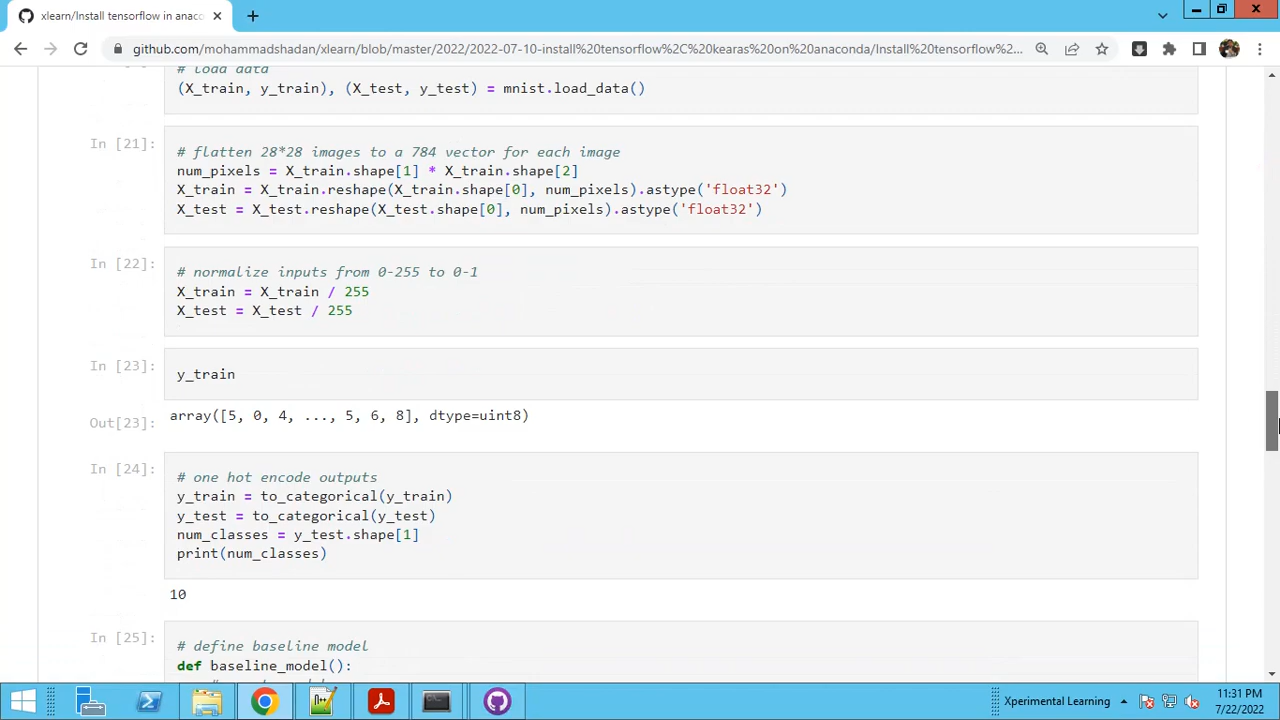 xlearn/Install tensorflow in anaco
github.com/mohammadshadan/xlearn/blob/master/2022/2022-07-10-install%20tensorflow%2C%20kearas%20on%20anaconda/Install%20tensorflow%2...
# load data
(X_train, y_train), (X_test, y_test) = mnist.load_data()
In [21]:
# flatten 28*28 images to a 784 vector for each image
num_pixels = X_train.shape[1] * X_train.shape[2]
X_train = X_train.reshape(X_train.shape[0], num_pixels).astype('float32')
X_test = X_test.reshape(X_test.shape[0], num_pixels).astype('float32')
In [22]:
# normalize inputs from 0-255 to 0-1
X_train = X_train / 255
X_test = X_test / 255
In [23]:
y_train
Out[23]:
array([5, 0, 4, ..., 5, 6, 8], dtype=uint8)
In [24]:
# one hot encode outputs
y_train = to_categorical(y_train)
y_test = to_categorical(y_test)
num_classes = y_test.shape[1]
print(num_classes)
10
In [25]:
# define baseline model
def baseline_model():
Xperimental Learning
11:31 PM
7/22/2022